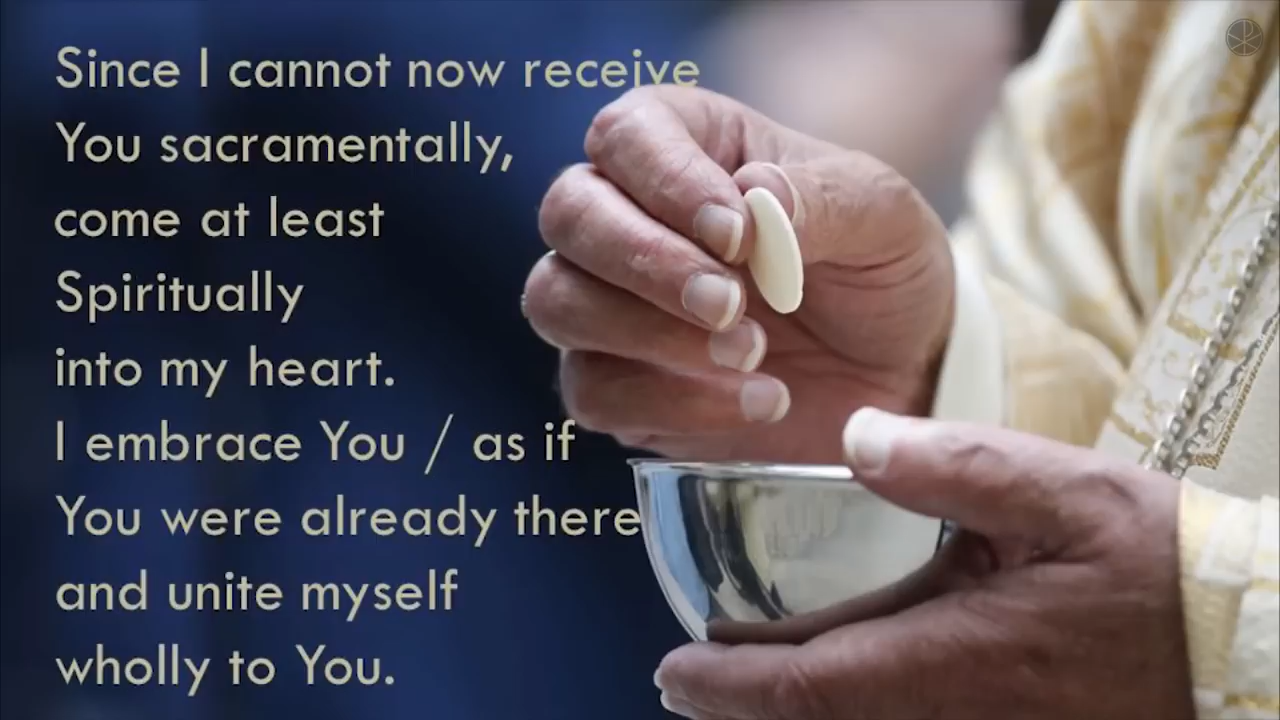 Since I cannot now receive
You sacramentally,
come at least
Spiritually
into my heart.
I embrace You / as if
You were already there
and unite myself
wholly to You.